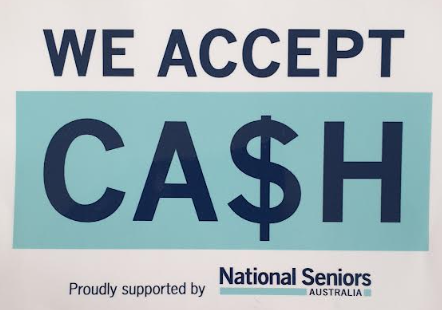 WE ACCEPT
CA$H
Proudly supported by National Seniors
AUSTRALIA